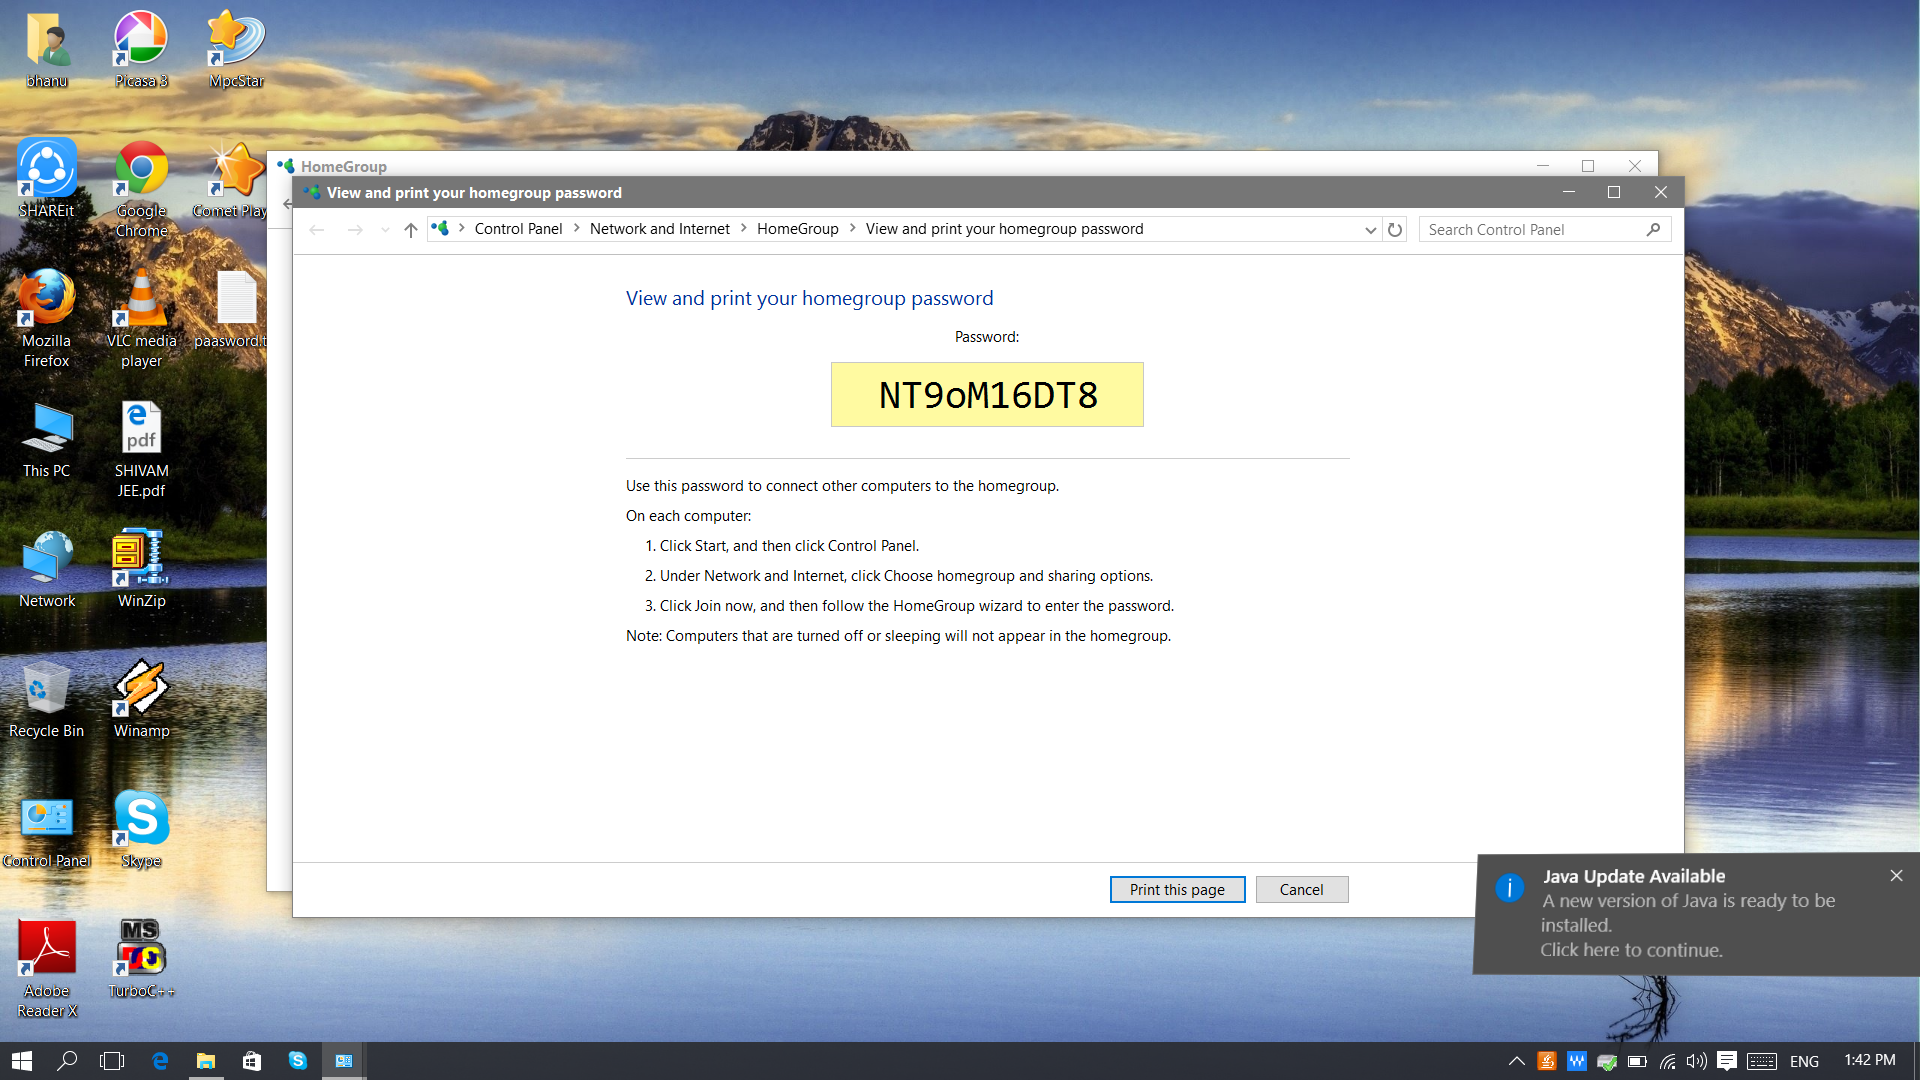 bhanu
Picasa 3
MpcStar
SHAREit
Google
Chrome
Comet Play
Mozilla
Firefox
VLC media
player
paasword.t
This PC
pdf
SHIVAM
JEE.pdf
Network
WinZip
Recycle Bin
Winamp
Control Panel
Skype
MS
Adobe
Reader X
TurboC++
HomeGroup
View and print your homegroup password
Control Panel > Network and Internet > HomeGroup > View and print your homegroup password
Search Control Panel
View and print your homegroup password
Password:
NT9oM16DT8
Use this password to connect other computers to the homegroup.
On each computer:
1. Click Start, and then click Control Panel.
2. Under Network and Internet, click Choose homegroup and sharing options.
3. Click Join now, and then follow the HomeGroup wizard to enter the password.
Note: Computers that are turned off or sleeping will not appear in the homegroup.
Print this page
Cancel
Java Update Available
A new version of Java is ready to be
installed.
Click here to continue.
ENG
1:42 PM